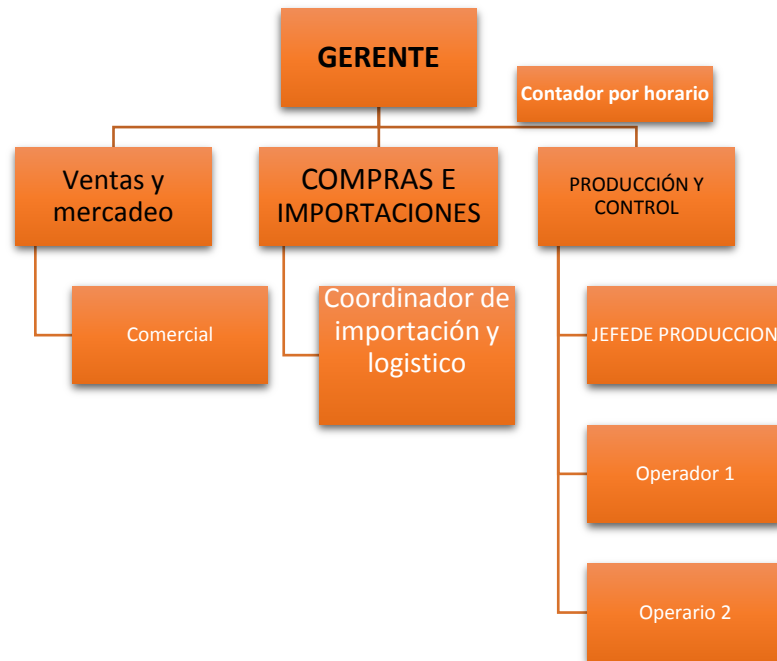 GERENTE
Contador por horario
Ventas y
mercadeo
COMPRAS E
IMPORTACIONES
PRODUCCIÓN Y
CONTROL
Comercial
Coordinador de
importación y
logistico
JEFEDE PRODUCCION
Operador 1
Operario 2